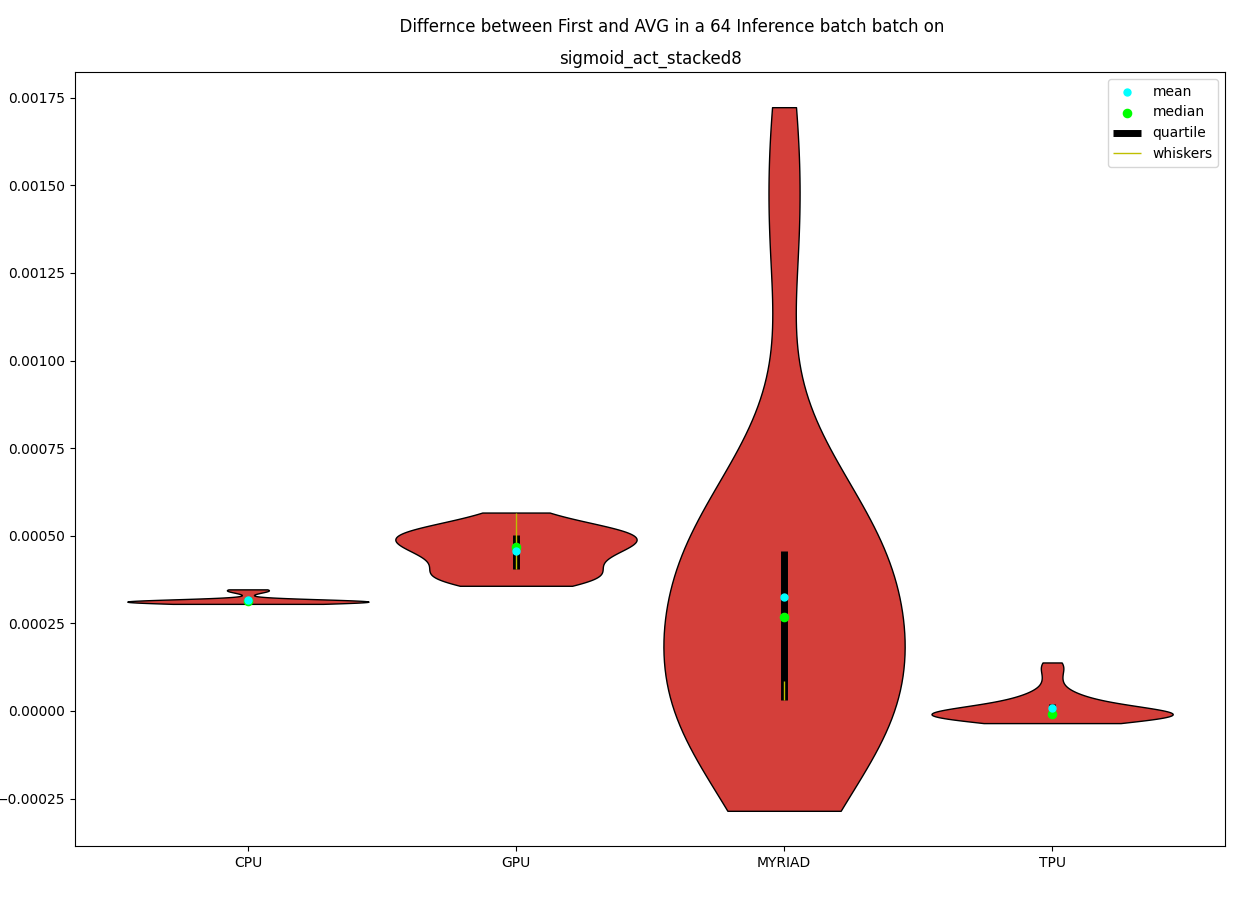 Differnce between First and AVG in a 64 Inference batch batch on
sigmoid_act_stacked8
mean
median
quartile
whiskers
0.00175
0.00150
0.00125
0.00100
0.00075
0.00050
0.00025
0.00000
−0.00025
CPU GPU MYRIAD TPU